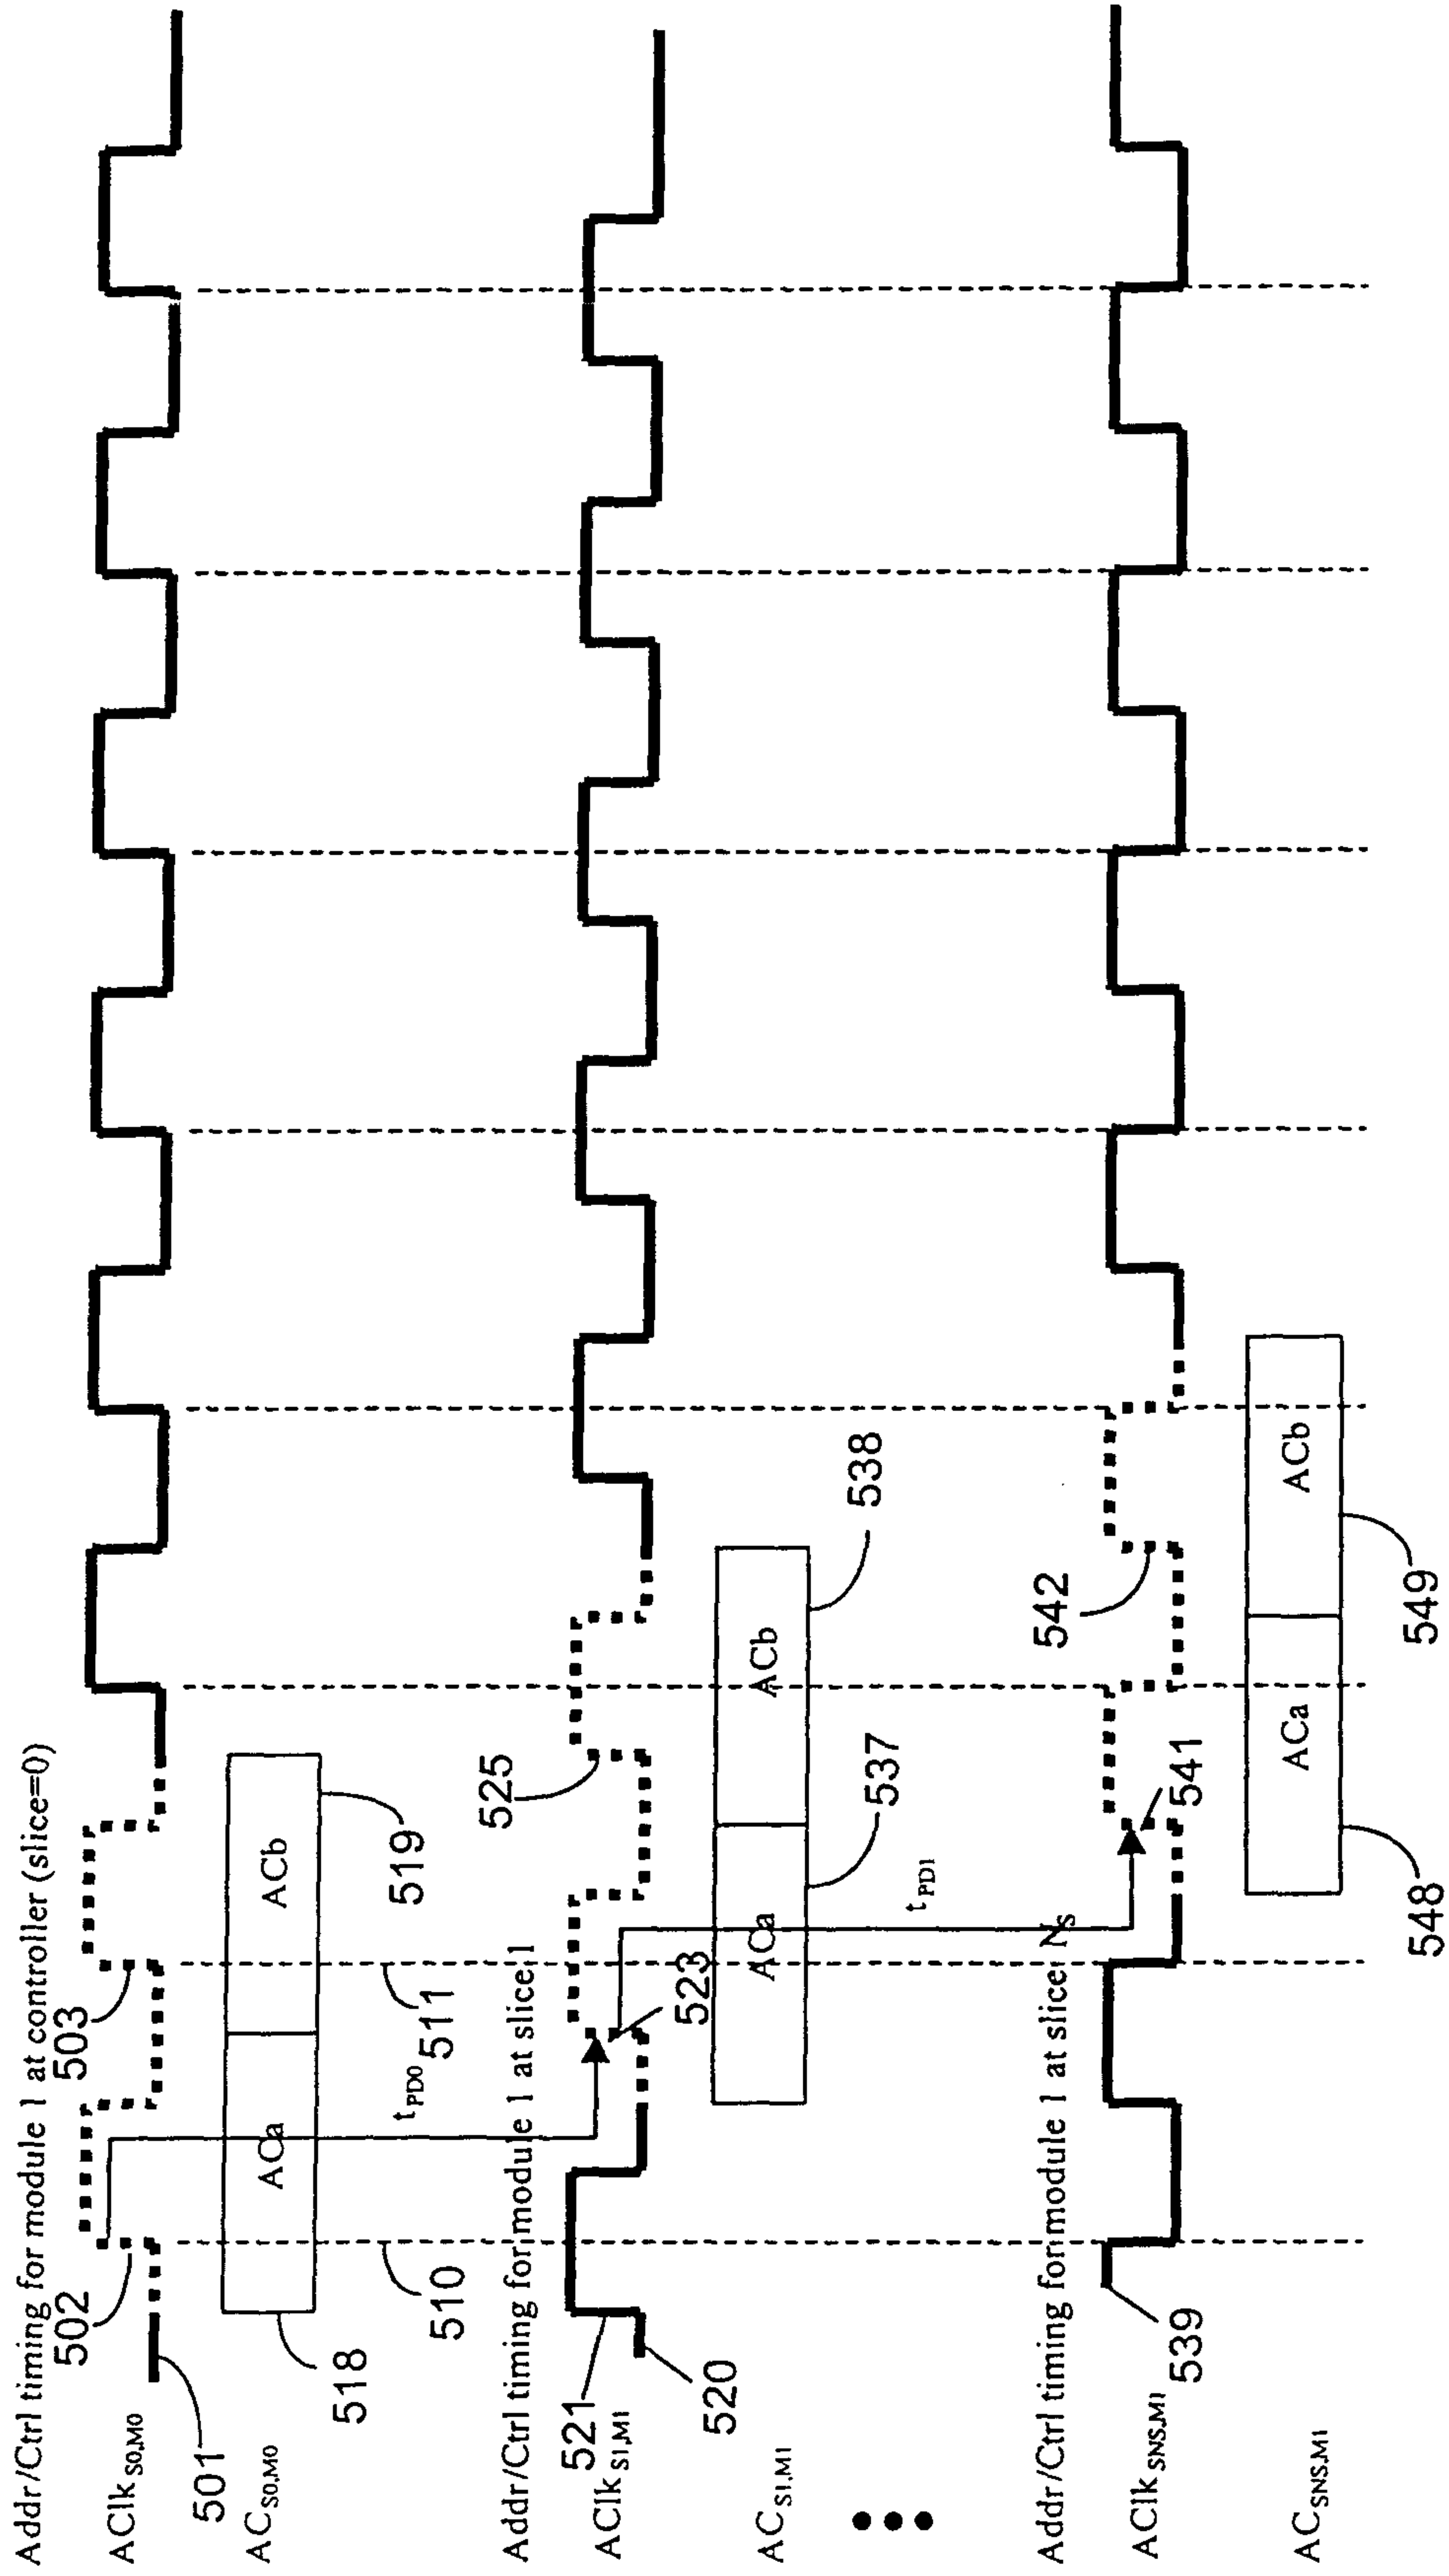 Addr/Ctrl timing for module 1 at controller (slice=0)
502
503
AClk S0,M0
501
AC S0,M0
ACa
ACb
518
519
510
511
tPD0
Addr/Ctrl timing for module 1 at slice 1
525
521
AClk S1,M1
523
520
AC S1,M1
ACa
ACb
537
538
tPD1
Addr/Ctrl timing for module 1 at slice Ns
542
AClk SNS,M1
541
539
AC SNS,M1
ACa
ACb
548
549